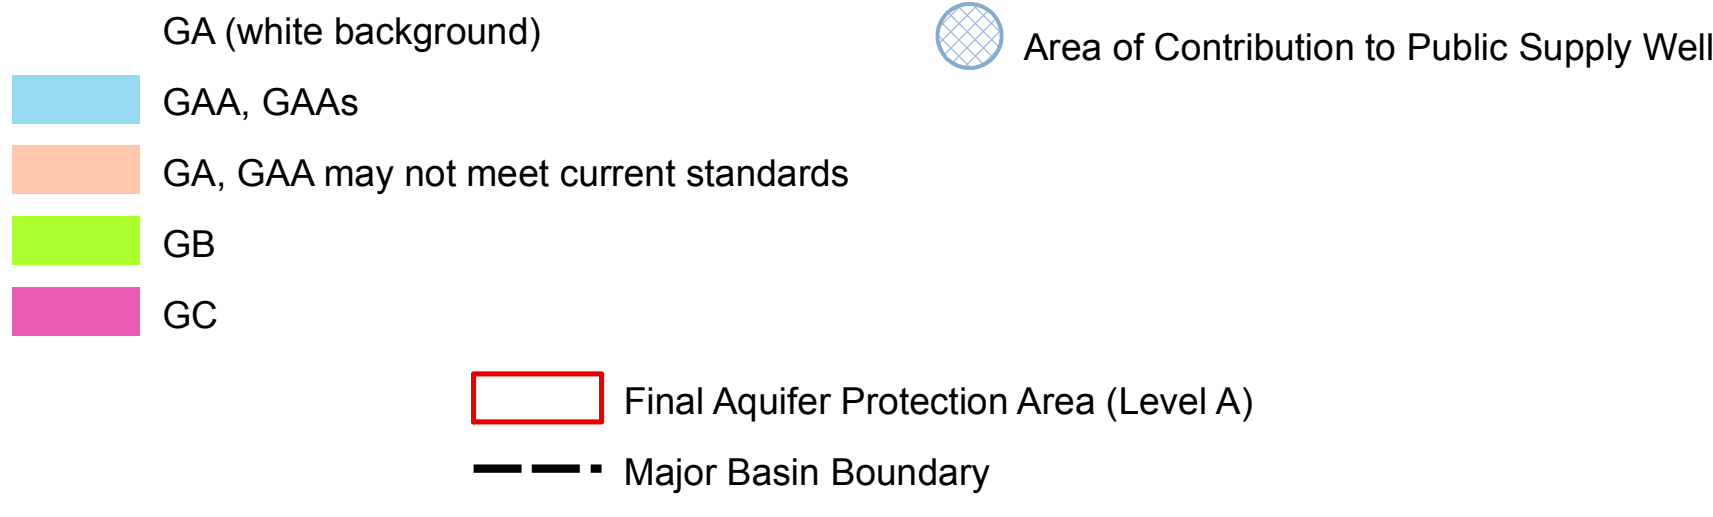 GA (white background)
Area of Contribution to Public Supply Well
GAA, GAAs
GA, GAA may not meet current standards
GB
GC
Final Aquifer Protection Area (Level A)
Major Basin Boundary